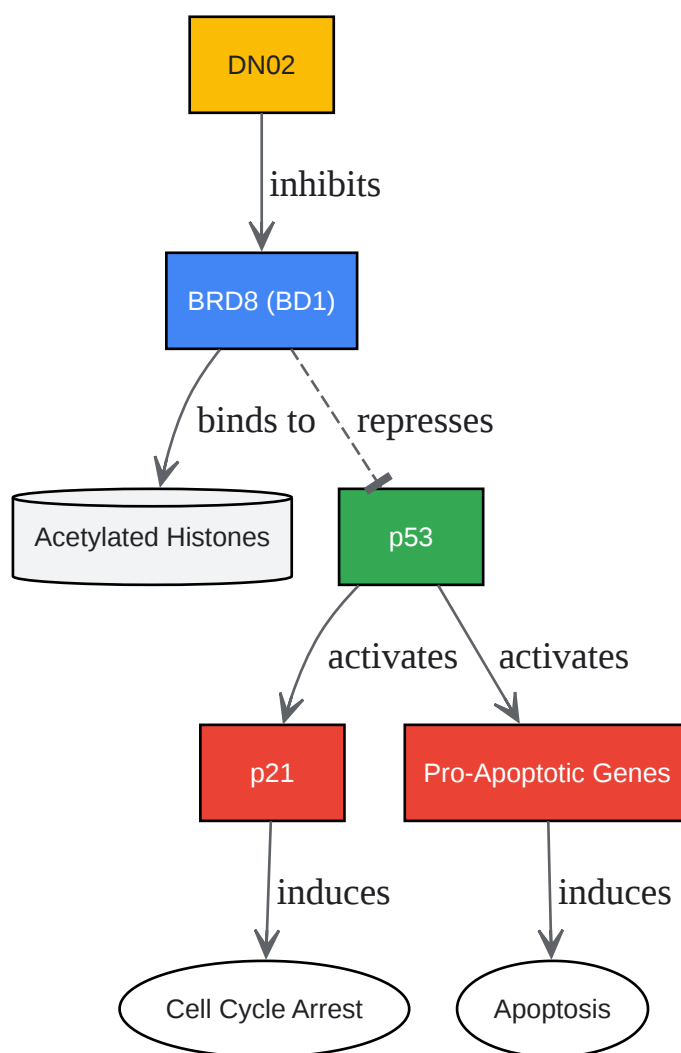 DN02
inhibits
BRD8 (BD1)
binds to
represses
Acetylated Histones
p53
activates
activates
p21
Pro-Apoptotic Genes
induces
induces
Cell Cycle Arrest
Apoptosis